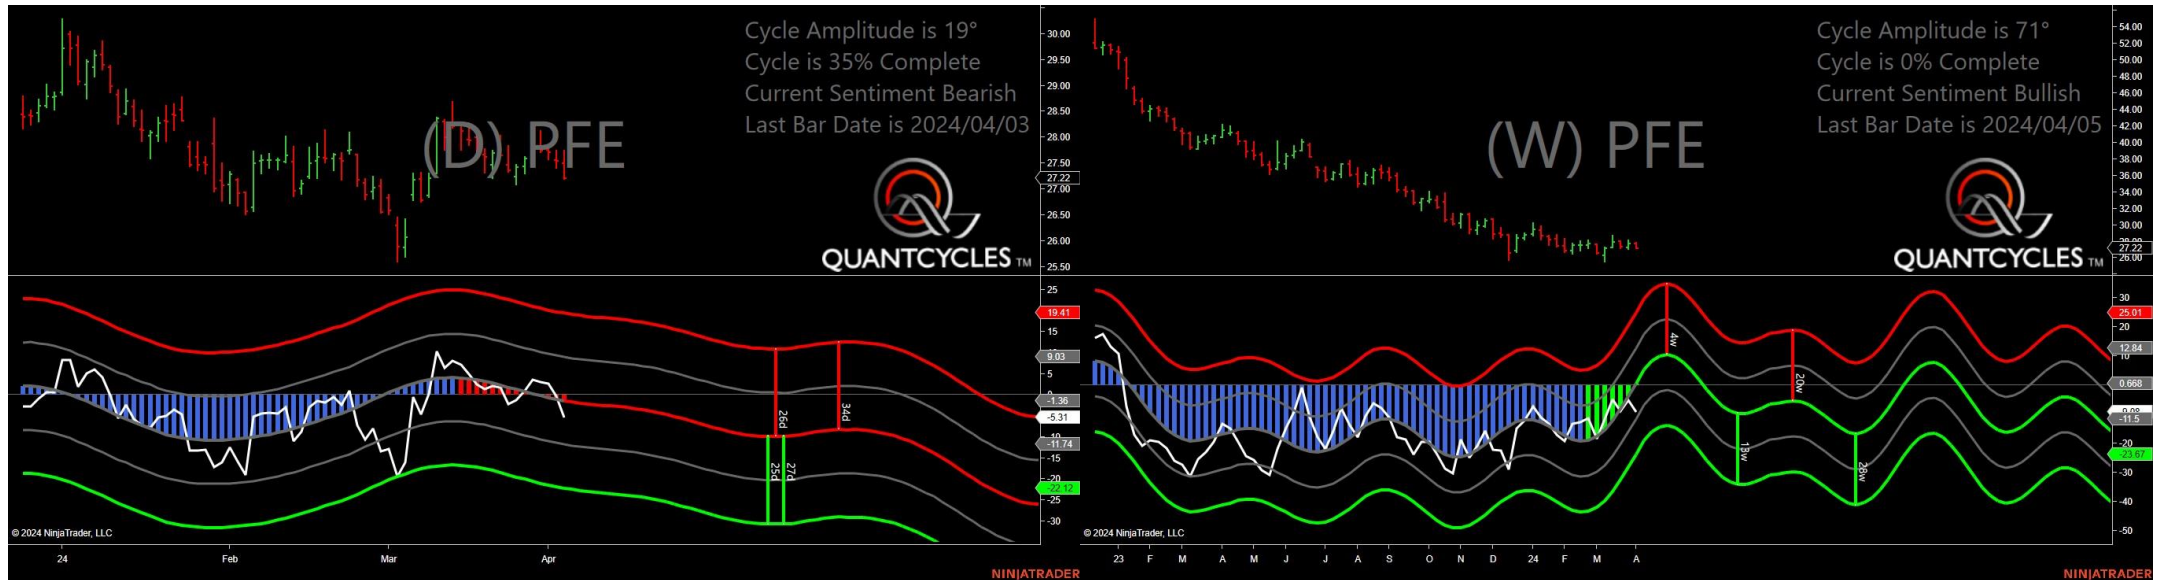 Cycle Amplitude is 19°
Cycle is 35% Complete
Current Sentiment Bearish
Last Bar Date is 2024/04/03
(D) PFE
QUANTCYCLES TM
30.00
29.50
29.00
28.50
28.00
27.50
27.22
27.00
26.50
26.00
25.50
25
19.41
15
9.03
5
-1.36
-5.31
-11.74
-15
-20
-22.12
-25
-30
26d
34d
25d
27d
© 2024 NinjaTrader, LLC
24
Feb
Mar
Apr
NINJATRADER
Cycle Amplitude is 71°
Cycle is 0% Complete
Current Sentiment Bullish
Last Bar Date is 2024/04/05
(W) PFE
QUANTCYCLES TM
54.00
52.00
50.00
48.00
46.00
44.00
42.00
40.00
38.00
36.00
34.00
32.00
30.00
27.22
26.00
30
25.01
20
12.84
10
0.668
-11.5
-20
-23.67
-30
-40
-50
4w
20w
13w
28w
© 2024 NinjaTrader, LLC
23 F M A M J J A S O N D 24 F M A
NINJATRADER